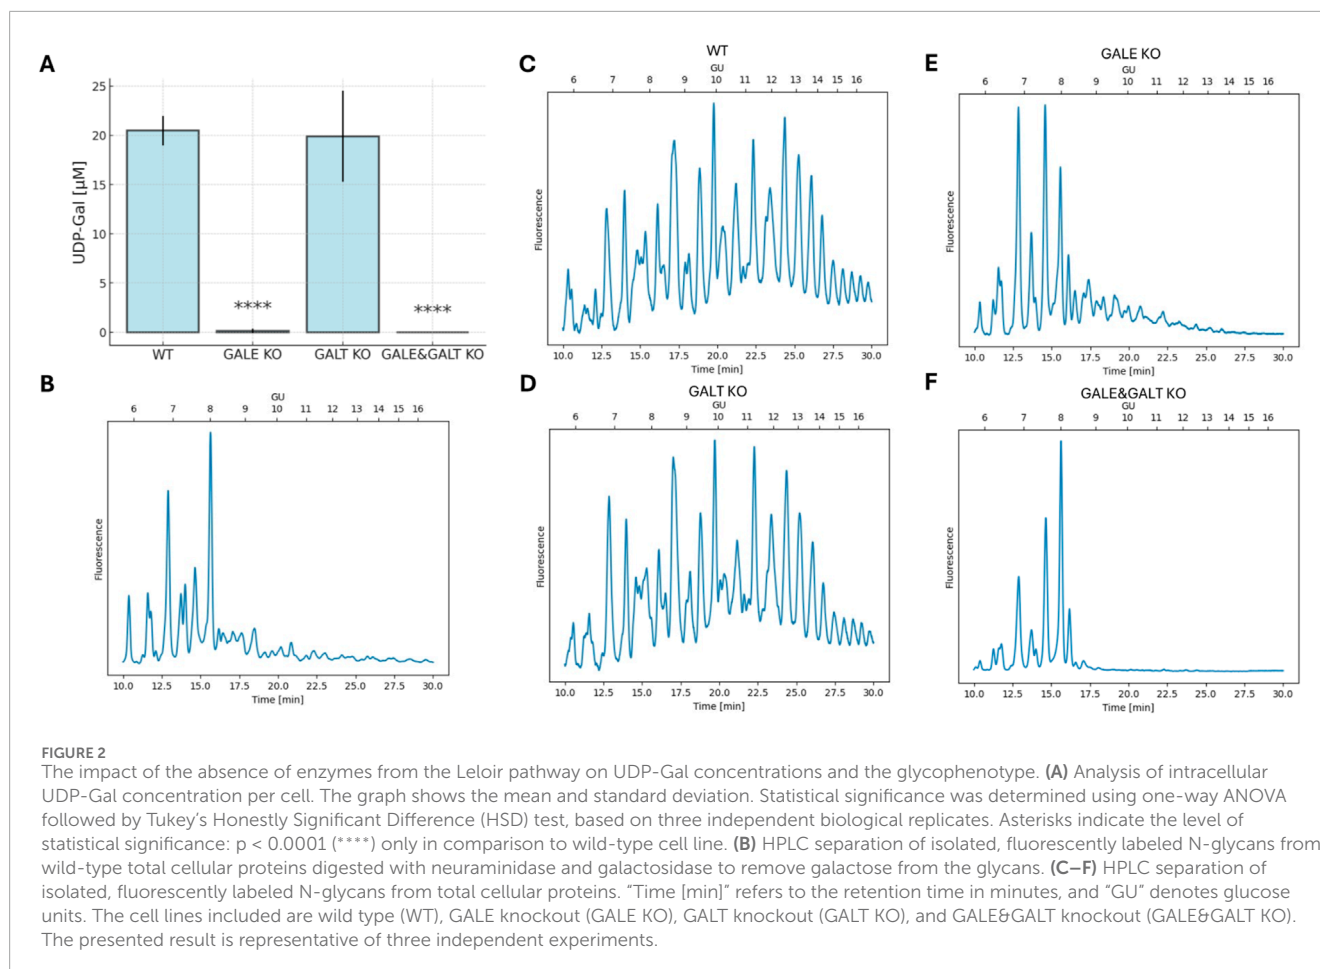 A
25
20
15
10
5
0
UDP-Gal [μM]
****
****
WT
GALE KO
GALT KO
GALE&GALT KO
B
GU
6 7 8 9 10 11 12 13 14 15 16
Fluorescence
10.0 12.5 15.0 17.5 20.0 22.5 25.0 27.5 30.0
Time [min]
C
WT
GU
6 7 8 9 10 11 12 13 14 15 16
Fluorescence
10.0 12.5 15.0 17.5 20.0 22.5 25.0 27.5 30.0
Time [min]
D
GALT KO
GU
6 7 8 9 10 11 12 13 14 15 16
Fluorescence
10.0 12.5 15.0 17.5 20.0 22.5 25.0 27.5 30.0
Time [min]
E
GALE KO
GU
6 7 8 9 10 11 12 13 14 15 16
Fluorescence
10.0 12.5 15.0 17.5 20.0 22.5 25.0 27.5 30.0
Time [min]
F
GALE&GALT KO
GU
6 7 8 9 10 11 12 13 14 15 16
Fluorescence
10.0 12.5 15.0 17.5 20.0 22.5 25.0 27.5 30.0
Time [min]
FIGURE 2
The impact of the absence of enzymes from the Leloir pathway on UDP-Gal concentrations and the glycophenotype. (A) Analysis of intracellular
UDP-Gal concentration per cell. The graph shows the mean and standard deviation. Statistical significance was determined using one-way ANOVA
followed by Tukey's Honestly Significant Difference (HSD) test, based on three independent biological replicates. Asterisks indicate the level of
statistical significance: p < 0.0001 (****) only in comparison to wild-type cell line. (B) HPLC separation of isolated, fluorescently labeled N-glycans from
wild-type total cellular proteins digested with neuraminidase and galactosidase to remove galactose from the glycans. (C–F) HPLC separation of
isolated, fluorescently labeled N-glycans from total cellular proteins. "Time [min]" refers to the retention time in minutes, and "GU" denotes glucose
units. The cell lines included are wild type (WT), GALE knockout (GALE KO), GALT knockout (GALT KO), and GALE&GALT knockout (GALE&GALT KO).
The presented result is representative of three independent experiments.